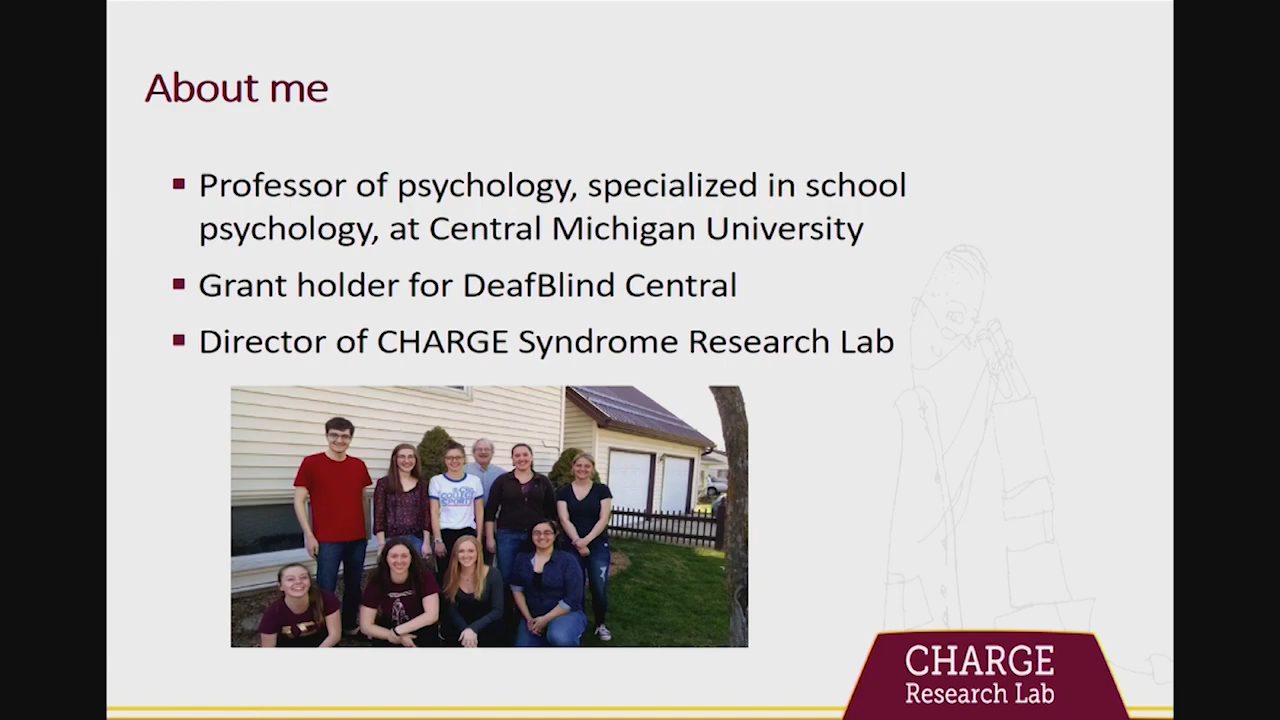 About me
Professor of psychology, specialized in school
psychology, at Central Michigan University
Grant holder for DeafBlind Central
Director of CHARGE Syndrome Research Lab
CHARGE
Research Lab